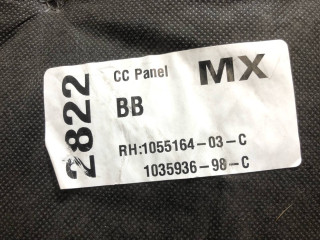 2822
CC Panel
MX
BB
RH:1055164-03-C
1035936-98-C